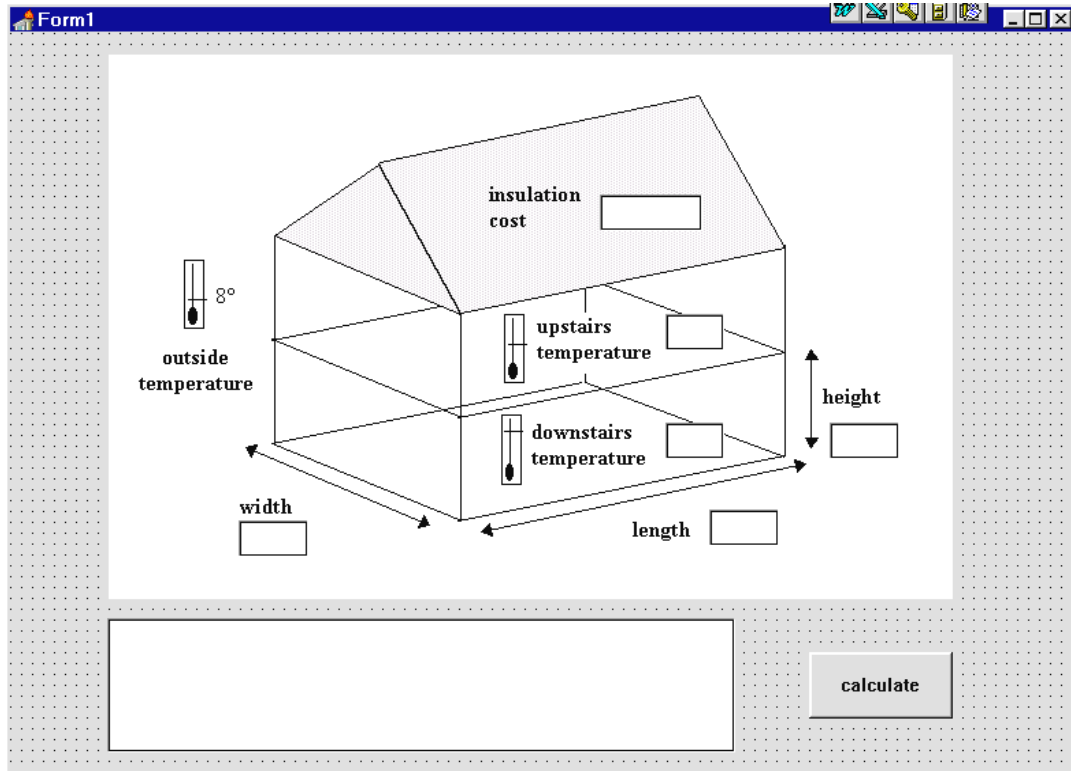 Form1
insulation
cost
8°
outside
temperature
upstairs
temperature
height
downstairs
temperature
width
length
calculate